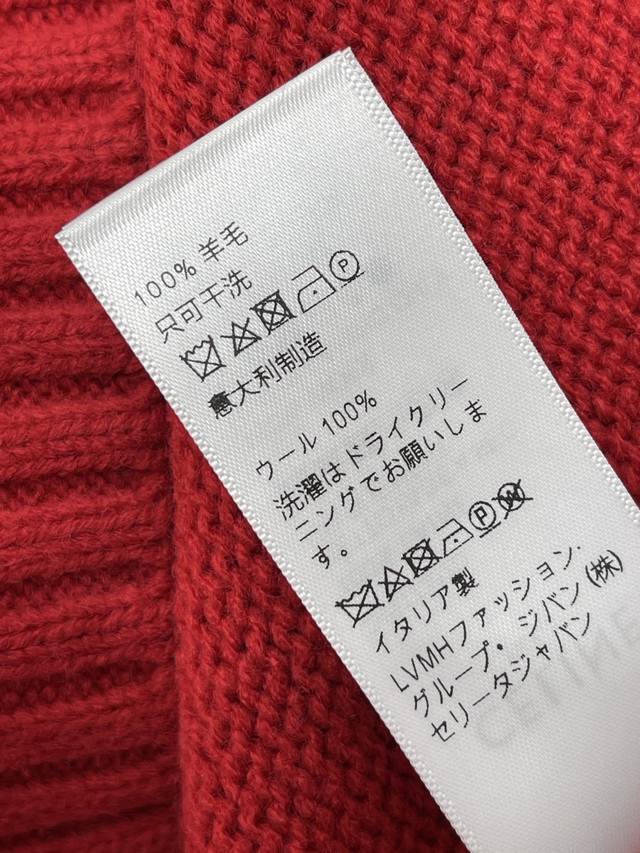 100% 羊毛
只可干洗
P
意大利制造
ウール 100%
洗濯はドライクリー
ニングでお願いしま
す。
P W
イタリア製
LVMHファッション.
グループ。ジバン(株)
セリータジャバン
CELINE